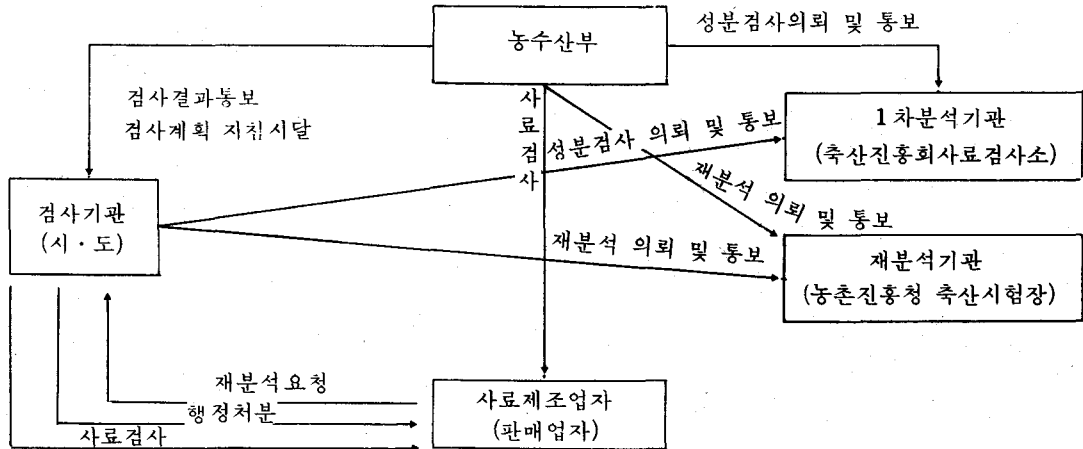 농수산부
성분검사의뢰 및 통보
검사결과통보
검사계획 지침시달
사료검사
성분검사 의뢰 및 통보
1차분석기관
(축산진흥회사료검사소)
재분석 의뢰 및 통보
검사기관
(시·도)
재분석 의뢰 및 통보
재분석기관
(농촌진흥청 축산시험장)
재분석요청
행정처분
사료검사
사료제조업자
(판매업자)